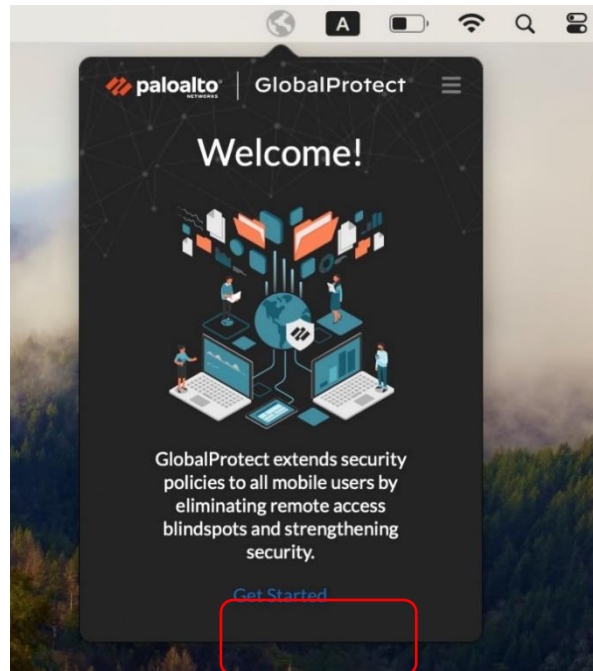 A
paloalto
NETWORKS
GlobalProtect
Welcome!
GlobalProtect extends security
policies to all mobile users by
eliminating remote access
blindspots and strengthening
security.
Get Started